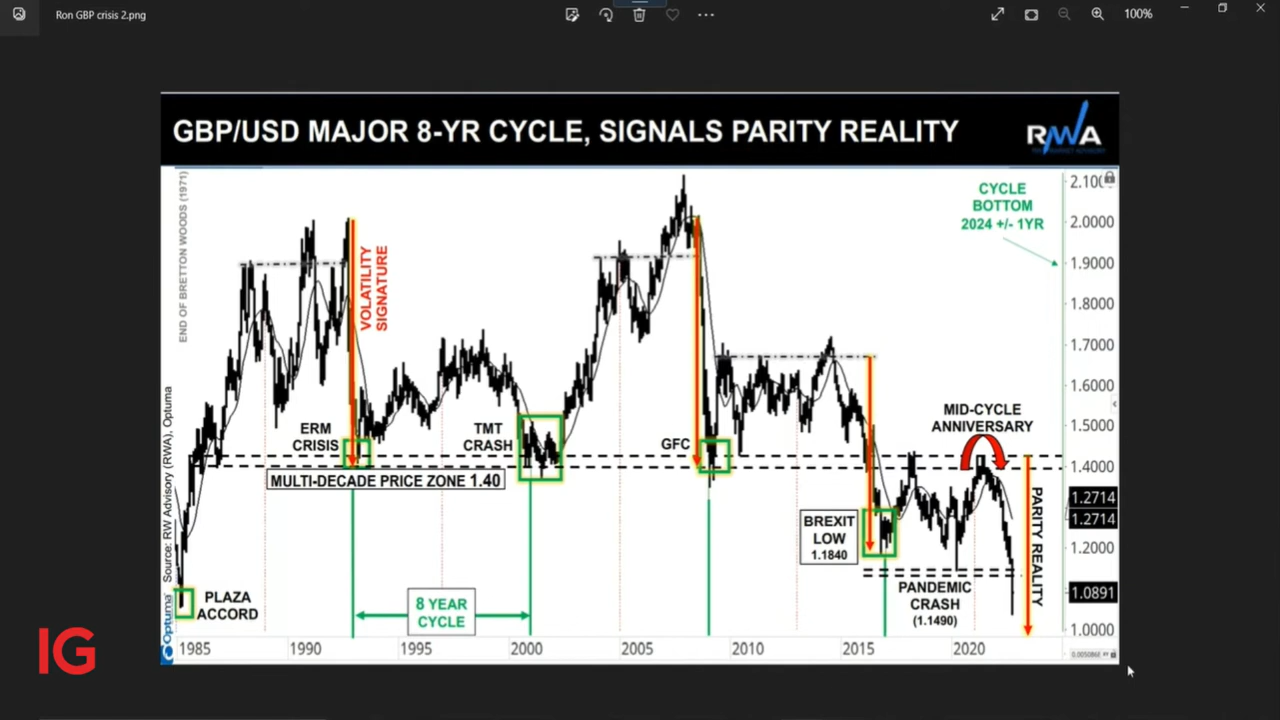 Ron GBP crisis 2.png
100%
GBP/USD MAJOR 8-YR CYCLE, SIGNALS PARITY REALITY
RWA
END OF BRETTON WOODS (1971)
VOLATILITY
SIGNATURE
CYCLE
BOTTOM
2024 +/- 1YR
2.1000
2.0000
1.9000
1.8000
1.7000
1.6000
1.5000
1.4000
1.2714
1.2714
1.2000
1.0891
1.0000
ERM
CRISIS
TMT
CRASH
GFC
MID-CYCLE
ANNIVERSARY
MULTI-DECADE PRICE ZONE 1.40
BREXIT
LOW
1.1840
PARITY REALITY
PANDEMIC
CRASH
(1.1490)
PLAZA
ACCORD
8 YEAR
CYCLE
Optuma Source: RW Advisory (RWA), Optuma
1985
1990
1995
2000
2005
2010
2015
2020
IG